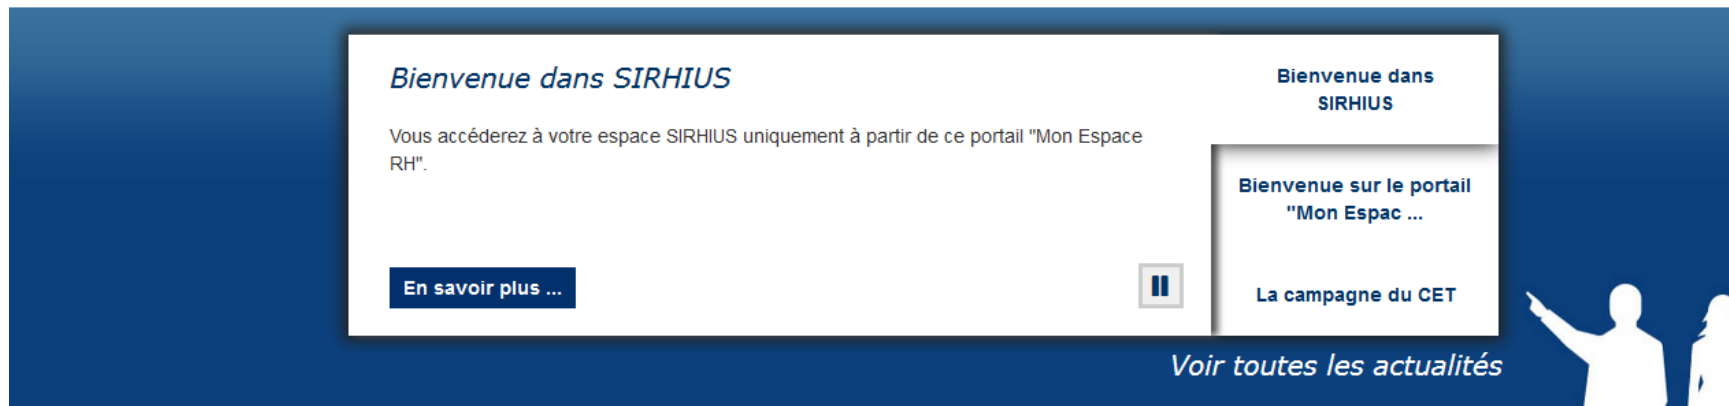 Bienvenue dans SIRHIUS
Vous accéderez à votre espace SIRHIUS uniquement à partir de ce portail "Mon Espace
RH".
En savoir plus ...
Bienvenue dans
SIRHIUS
Bienvenue sur le portail
"Mon Espac ...
La campagne du CET
Voir toutes les actualités